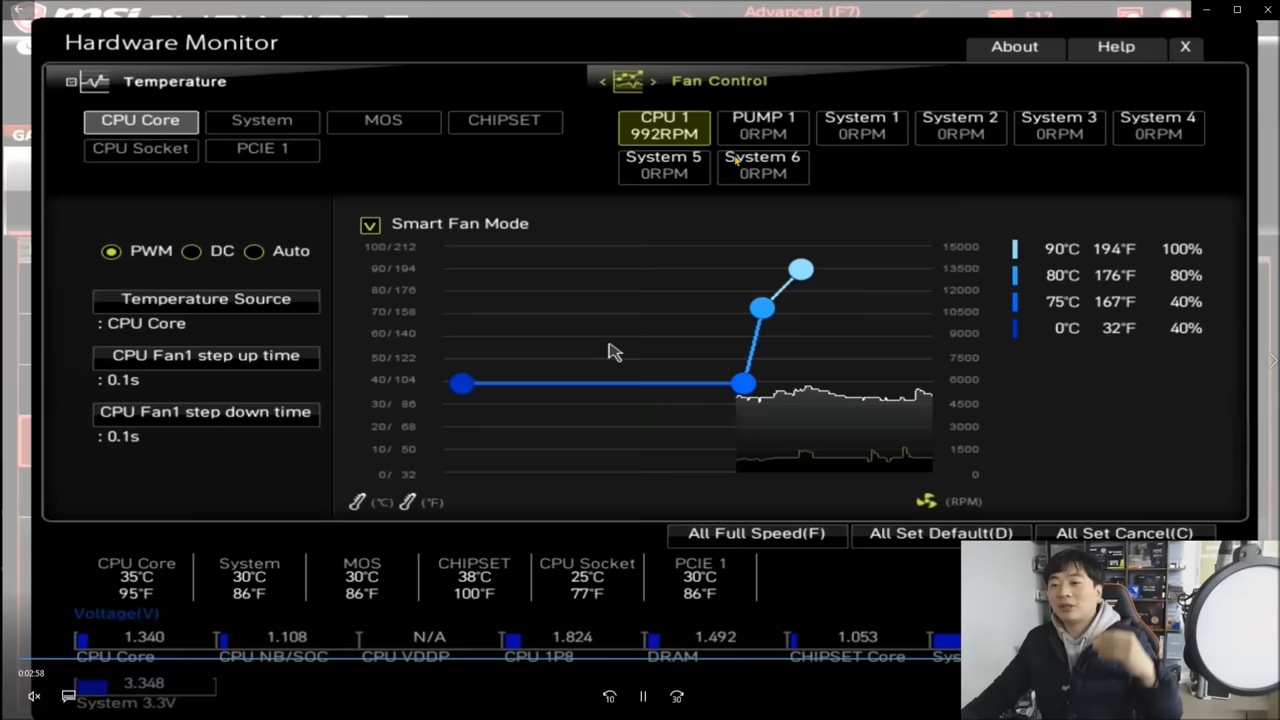 msi
Advanced (F7)
F12
Hardware Monitor
About
Help
X
Temperature
< > Fan Control
CPU Core
System
MOS
CHIPSET
CPU Socket
PCIE 1
CPU 1
992RPM
PUMP 1
0RPM
System 1
0RPM
System 2
0RPM
System 3
0RPM
System 4
0RPM
System 5
0RPM
System 6
0RPM
PWM
DC
Auto
Temperature Source
: CPU Core
CPU Fan1 step up time
: 0.1s
CPU Fan1 step down time
: 0.1s
Smart Fan Mode
100/212
90/194
80/176
70/158
60/140
50/122
40/104
30/ 86
20/ 68
10/ 50
0/ 32
15000
13500
12000
10500
9000
7500
6000
4500
3000
1500
0
(°C) (°F)
(RPM)
90°C 194°F 100%
80°C 176°F 80%
75°C 167°F 40%
0°C 32°F 40%
All Full Speed(F)
All Set Default(D)
All Set Cancel(C)
CPU Core
35°C
95°F
System
30°C
86°F
MOS
30°C
86°F
CHIPSET
38°C
100°F
CPU Socket
25°C
77°F
PCIE 1
30°C
86°F
Voltage(V)
1.340
CPU Core
1.108
CPU NB/SOC
N/A
CPU VDDP
1.824
CPU 1P8
1.492
DRAM
1.053
CHIPSET Core
Sys
0:02:58
3.348
System 3.3V
10
30